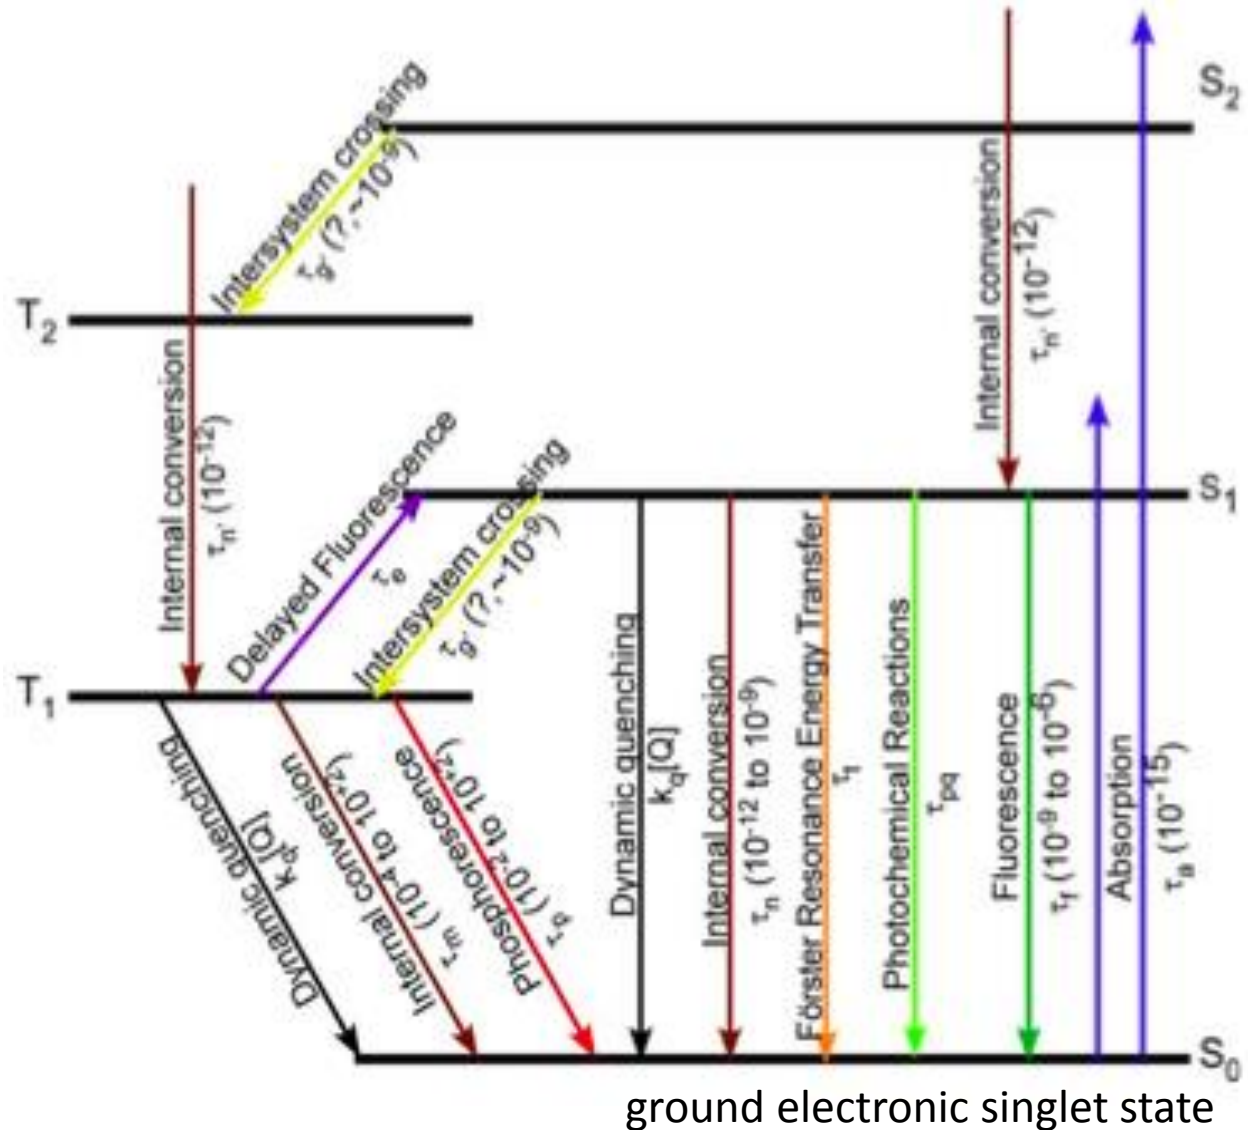 S2
Intersystem crossing
τg' (?,~10-9)
Internal conversion
τn' (10-12)
T2
Internal conversion
τn' (10-12)
S1
Delayed Fluorescence
τe
Intersystem crossing
τg' (?,~10-9)
T1
Dynamic quenching
kq[Q]
Internal conversion
τm (10-4 to 10+2)
Phosphorescence
τp (10-2 to 10+2)
Dynamic quenching
kq[Q]
Internal conversion
τn (10-12 to 10-9)
Förster Resonance Energy Transfer
Photochemical Reactions
τpq
Fluorescence
τf (10-9 to 10-6)
Absorption
τa (10-15)
S0
ground electronic singlet state